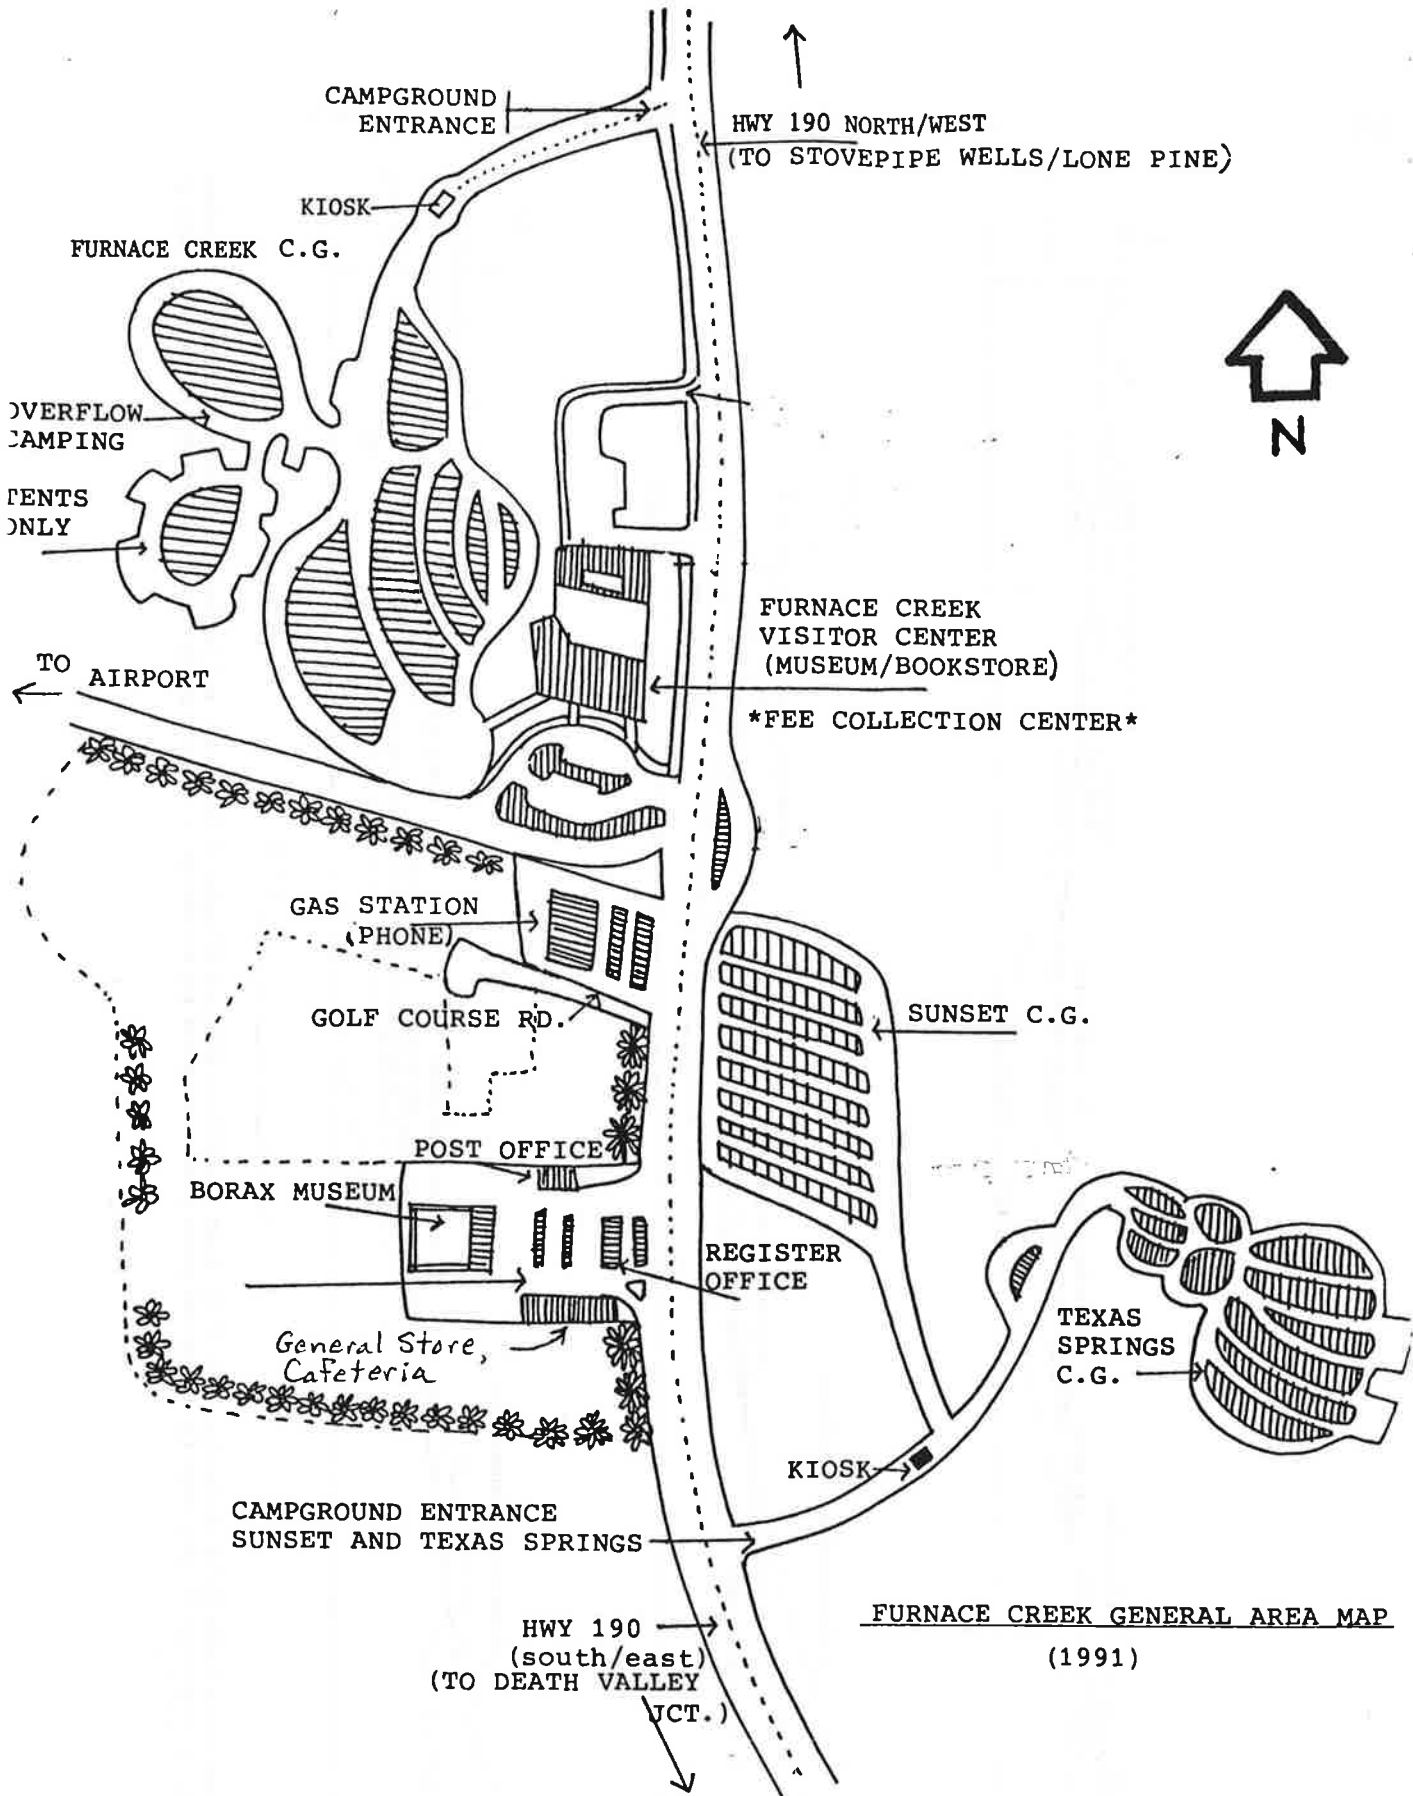 CAMPGROUND
ENTRANCE
HWY 190 NORTH/WEST
(TO STOVEPIPE WELLS/LONE PINE)
KIOSK
FURNACE CREEK C.G.
N
OVERFLOW
CAMPING
TENTS
ONLY
FURNACE CREEK
VISITOR CENTER
(MUSEUM/BOOKSTORE)
*FEE COLLECTION CENTER*
TO AIRPORT
GAS STATION
(PHONE)
GOLF COURSE RD.
SUNSET C.G.
POST OFFICE
BORAX MUSEUM
REGISTER
OFFICE
General Store,
Cafeteria
TEXAS
SPRINGS
C.G.
KIOSK
CAMPGROUND ENTRANCE
SUNSET AND TEXAS SPRINGS
HWY 190
(south/east)
(TO DEATH VALLEY
JCT.)
FURNACE CREEK GENERAL AREA MAP
(1991)